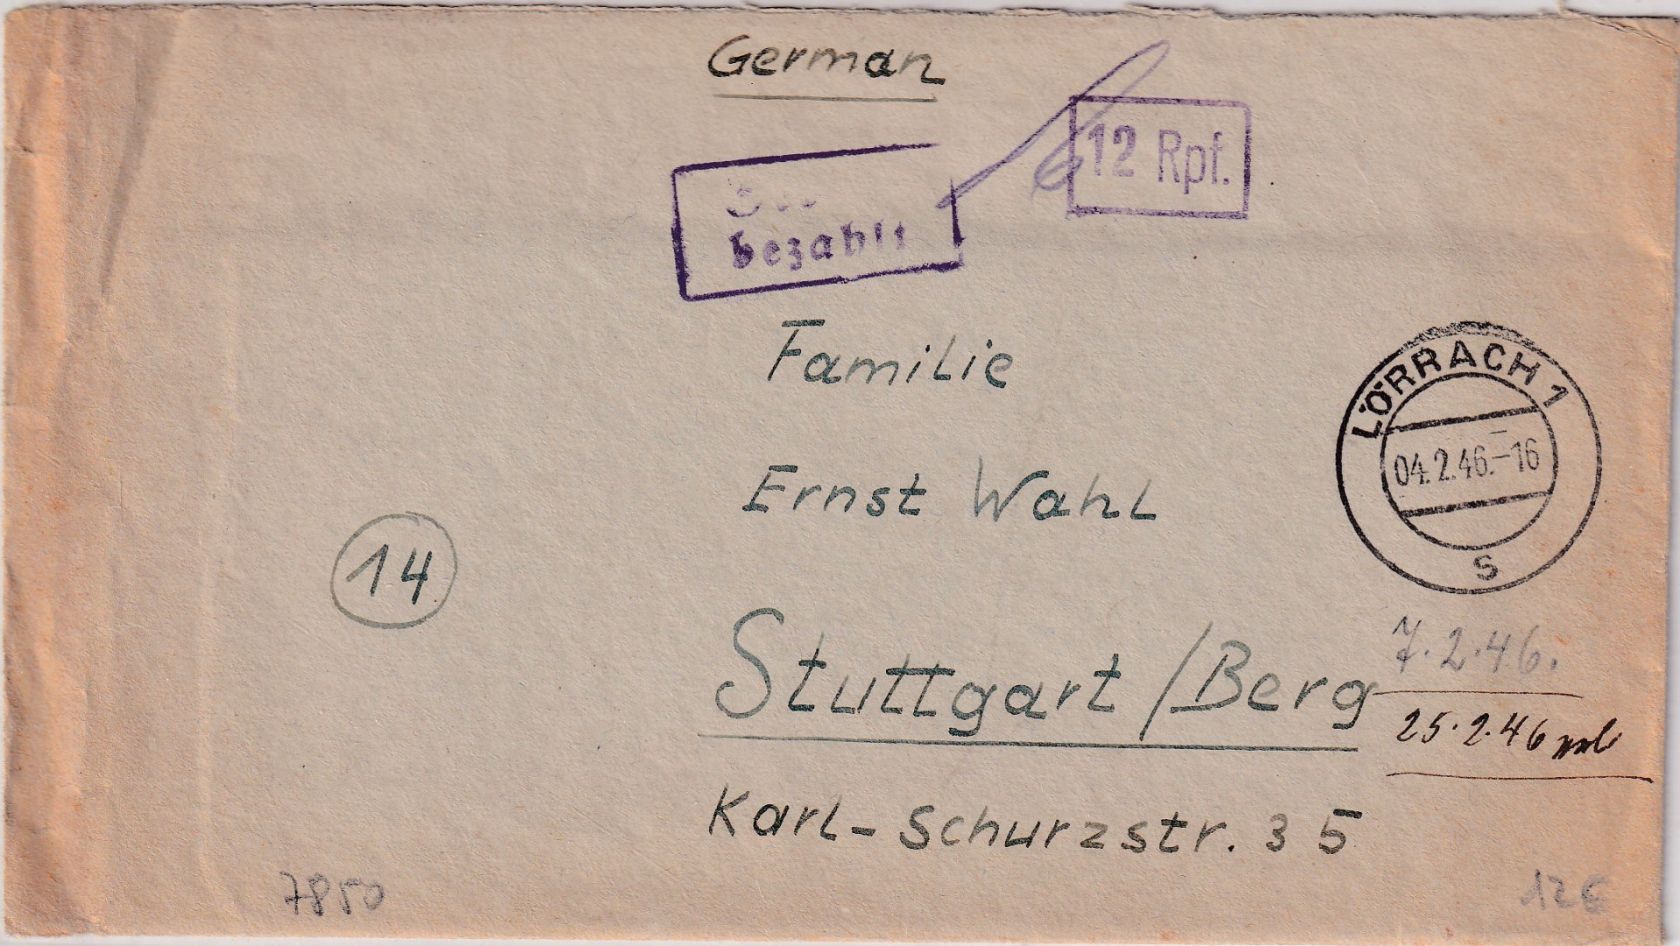 German
12 Rpf.
bezahlt
Familie
LÖRRACH 1
04.2.46.-16
s
Ernst Wahl
14
Stuttgart/Berg
7.2.46.
25.2.46
Karl-Schurzstr. 35
7850
12€